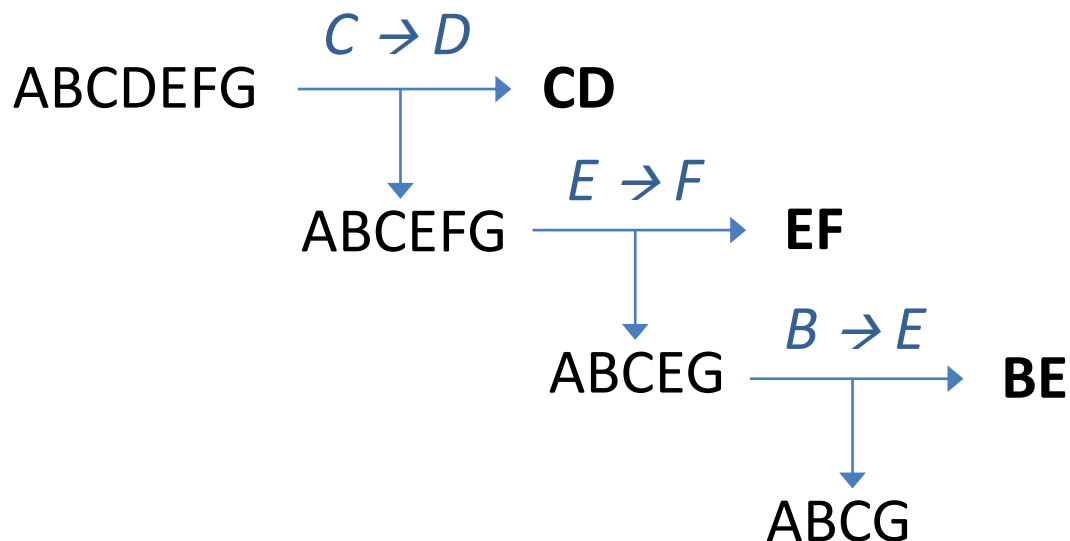 C → D
ABCDEFG CD
E → F
ABCEFG EF
B → E
ABCEG BE
ABCG